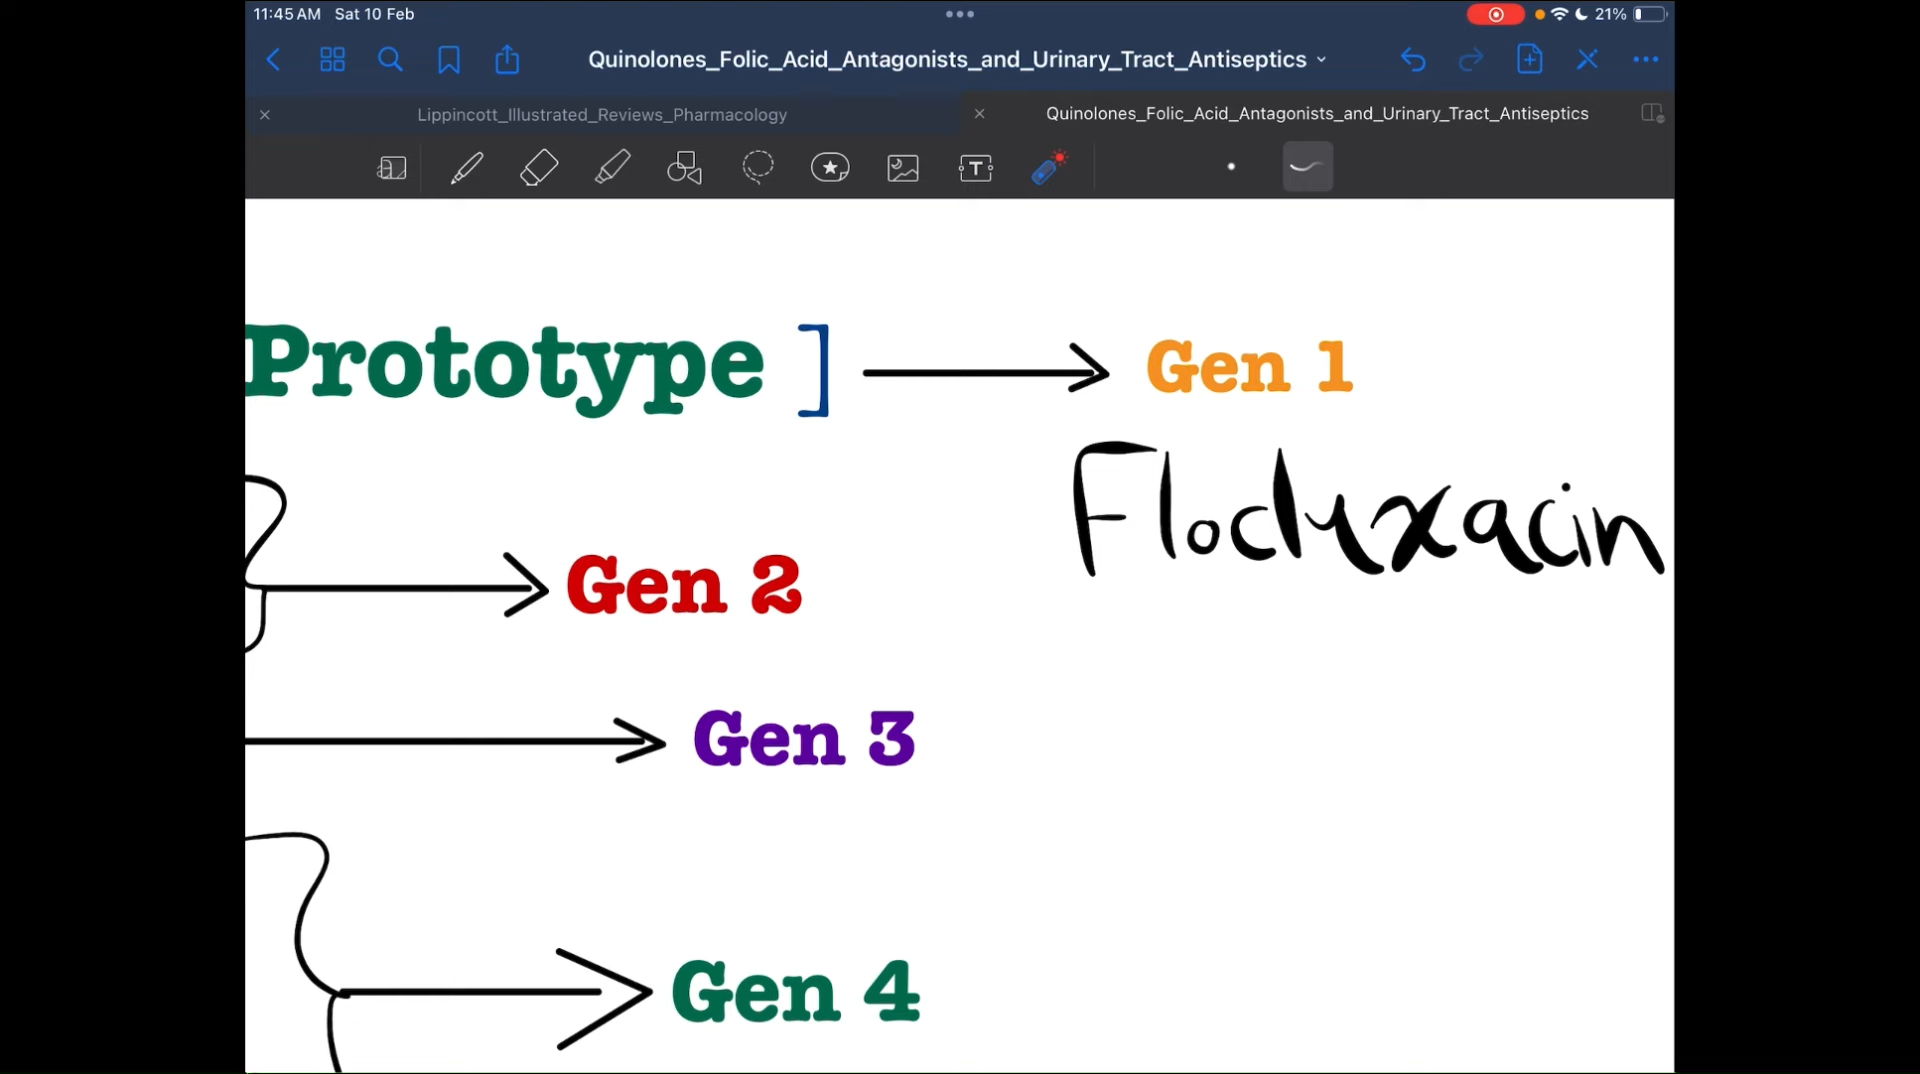 11:45 AM Sat 10 Feb
21%
Quinolones_Folic_Acid_Antagonists_and_Urinary_Tract_Antiseptics
Lippincott_Illustrated_Reviews_Pharmacology
Quinolones_Folic_Acid_Antagonists_and_Urinary_Tract_Antiseptics
T
Prototype ] Gen 1
Gen 2
Gen 3
Gen 4